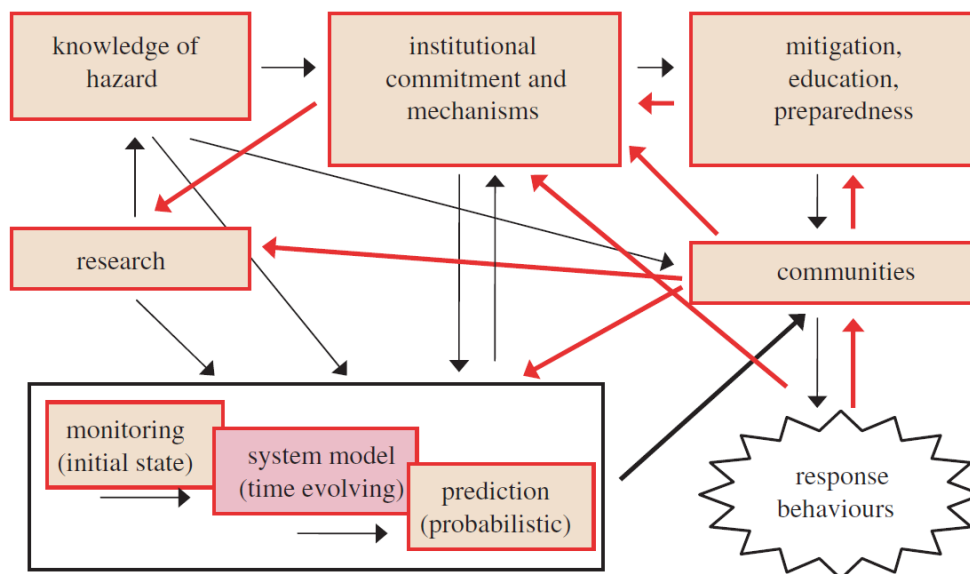 knowledge of
hazard
institutional
commitment and
mechanisms
mitigation,
education,
preparedness
research
communities
monitoring
(initial state)
system model
(time evolving)
prediction
(probabilistic)
response
behaviours